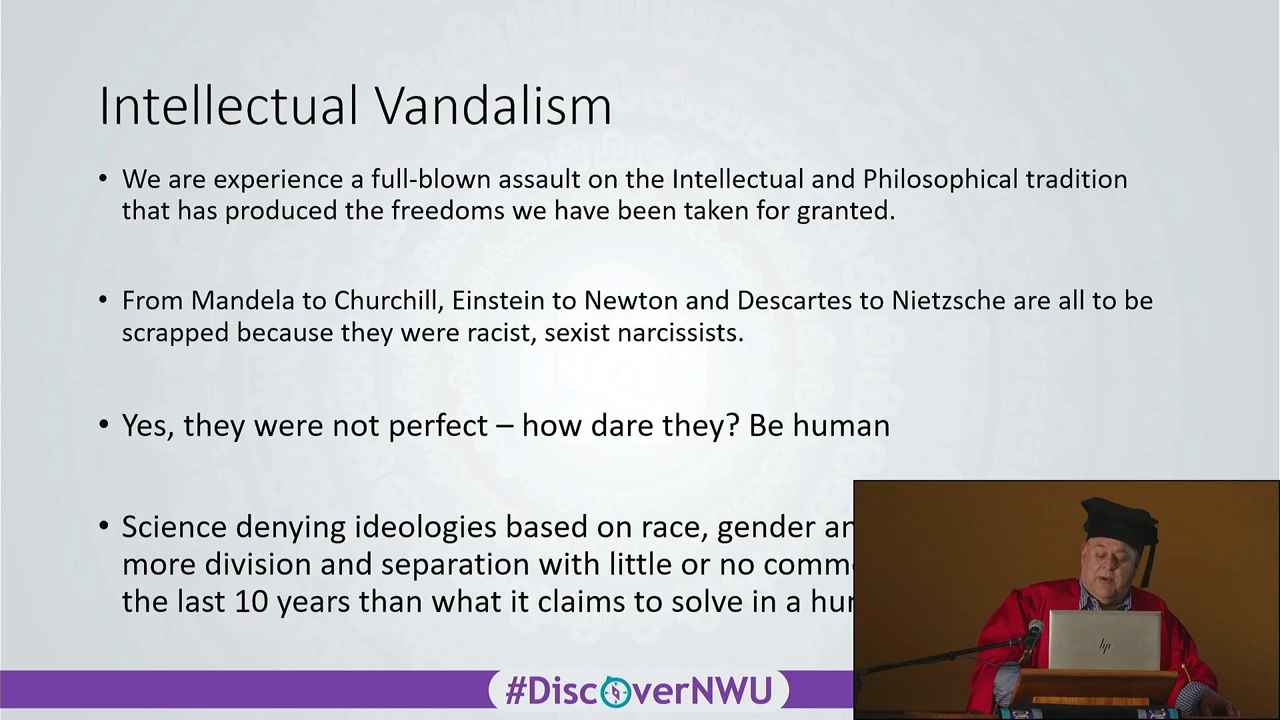 Intellectual Vandalism
• We are experience a full-blown assault on the Intellectual and Philosophical tradition
that has produced the freedoms we have been taken for granted.
• From Mandela to Churchill, Einstein to Newton and Descartes to Nietzsche are all to be
scrapped because they were racist, sexist narcissists.
• Yes, they were not perfect – how dare they? Be human
• Science denying ideologies based on race, gender
more division and separation with little or no
the last 10 years than what it claims to solve in a
#DiscoverNWU
hp